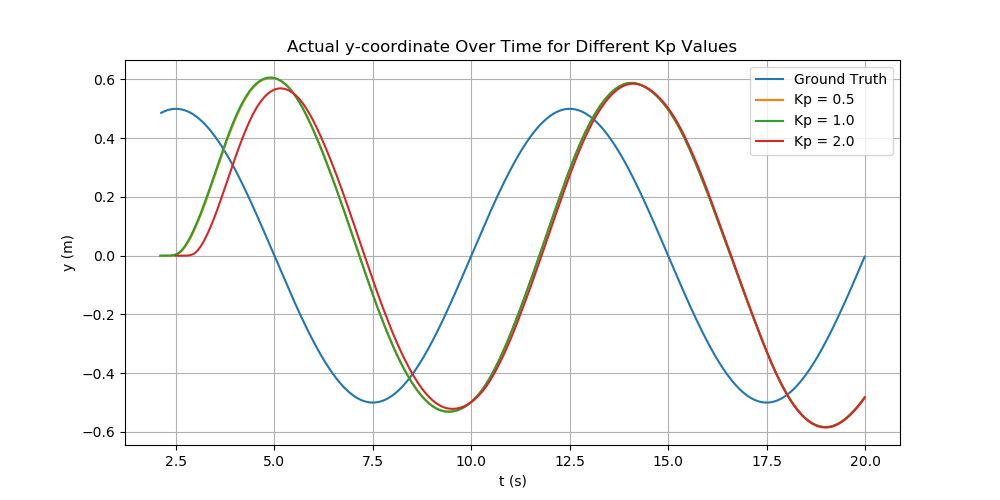 Actual y-coordinate Over Time for Different Kp Values
Ground Truth
Kp = 0.5
Kp = 1.0
Kp = 2.0
y (m)
0.6
0.4
0.2
0.0
−0.2
−0.4
−0.6
2.5 5.0 7.5 10.0 12.5 15.0 17.5 20.0
t (s)